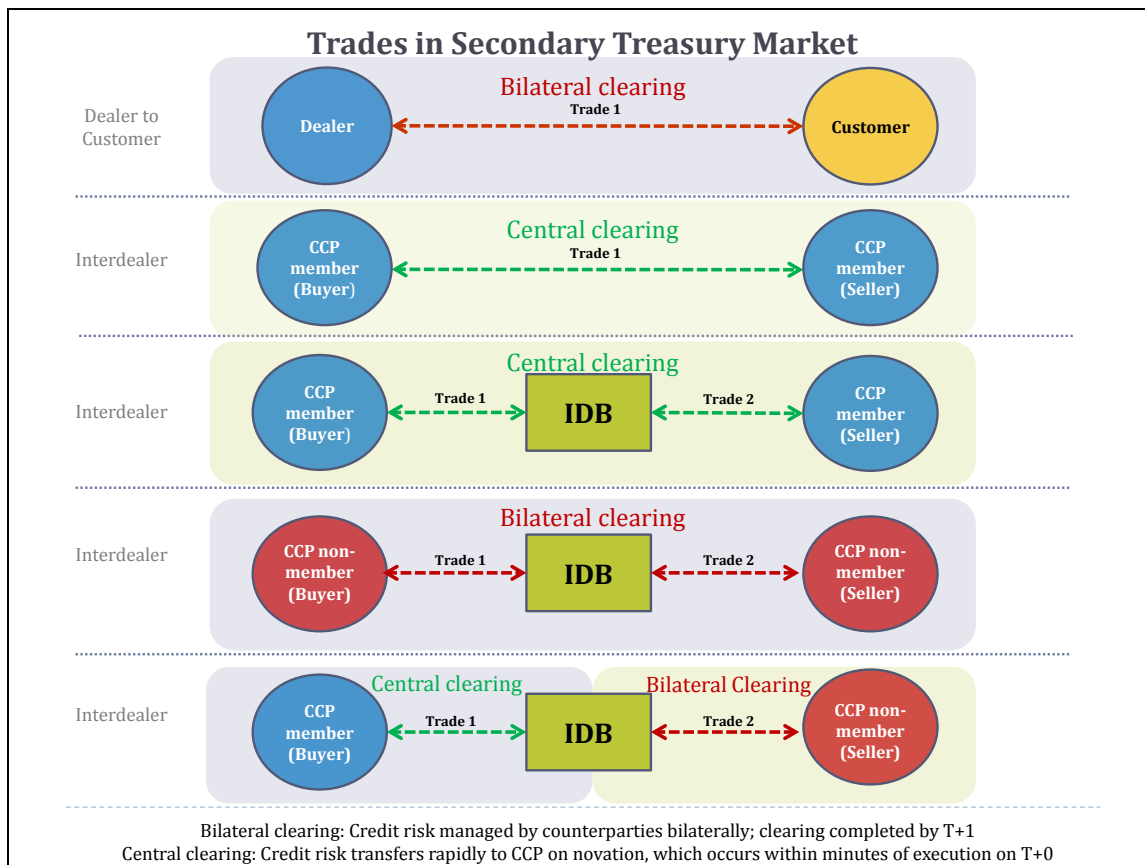 Trades in Secondary Treasury Market
Dealer to
Customer
Dealer
Bilateral clearing
Trade 1
Customer
Interdealer
CCP
member
(Buyer)
Central clearing
Trade 1
CCP
member
(Seller)
Interdealer
CCP
member
(Buyer)
Central clearing
Trade 1
IDB
Trade 2
CCP
member
(Seller)
Interdealer
CCP non-
member
(Buyer)
Bilateral clearing
Trade 1
IDB
Trade 2
CCP non-
member
(Seller)
Interdealer
CCP
member
(Buyer)
Central clearing
Trade 1
IDB
Bilateral Clearing
Trade 2
CCP non-
member
(Seller)
Bilateral clearing: Credit risk managed by counterparties bilaterally; clearing completed by T+1
Central clearing: Credit risk transfers rapidly to CCP on novation, which occurs within minutes of execution on T+0